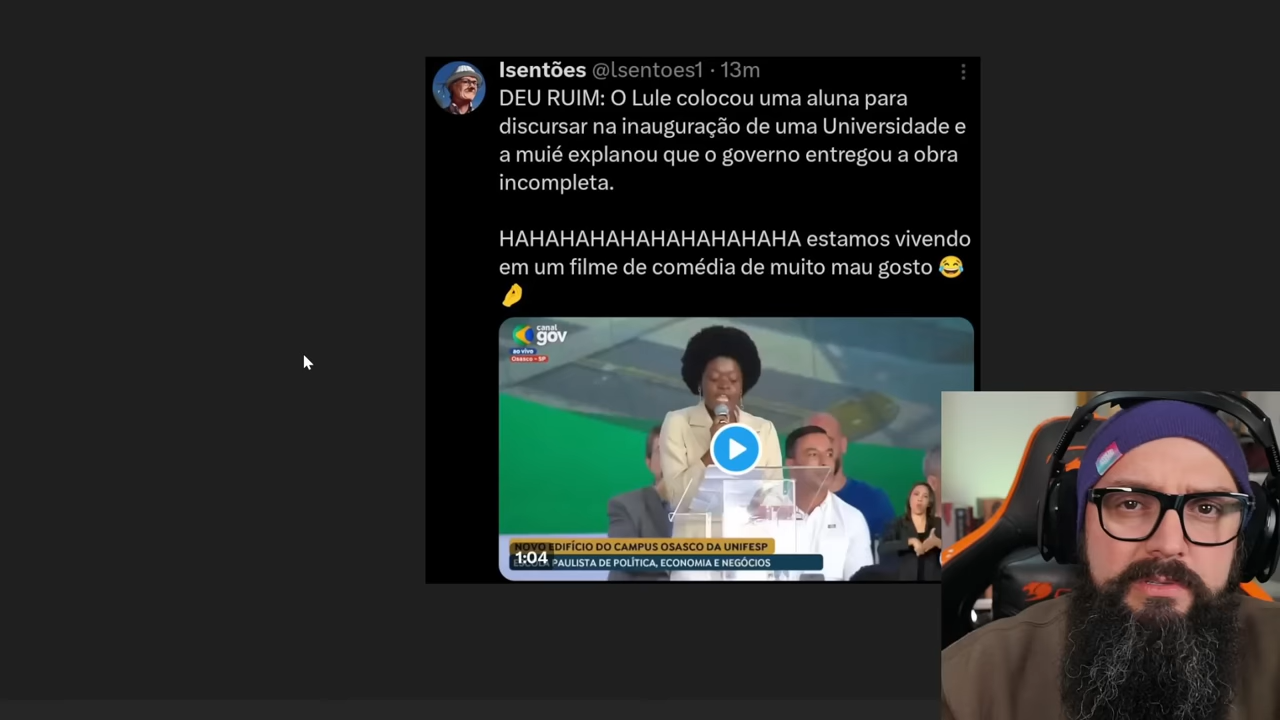 Isentões @lsentoes1 · 13m
DEU RUIM: O Lule colocou uma aluna para
discursar na inauguração de uma Universidade e
a muié explanou que o governo entregou a obra
incompleta.
HAHAHAHAHAHAHAHAHAHA estamos vivendo
em um filme de comédia de muito mau gosto 😂
🤌
canal
gov
ao vivo
Osasco - SP
NOVO EDIFÍCIO DO CAMPUS OSASCO DA UNIFESP
1:04
PAULISTA DE POLÍTICA, ECONOMIA E NEGÓCIOS